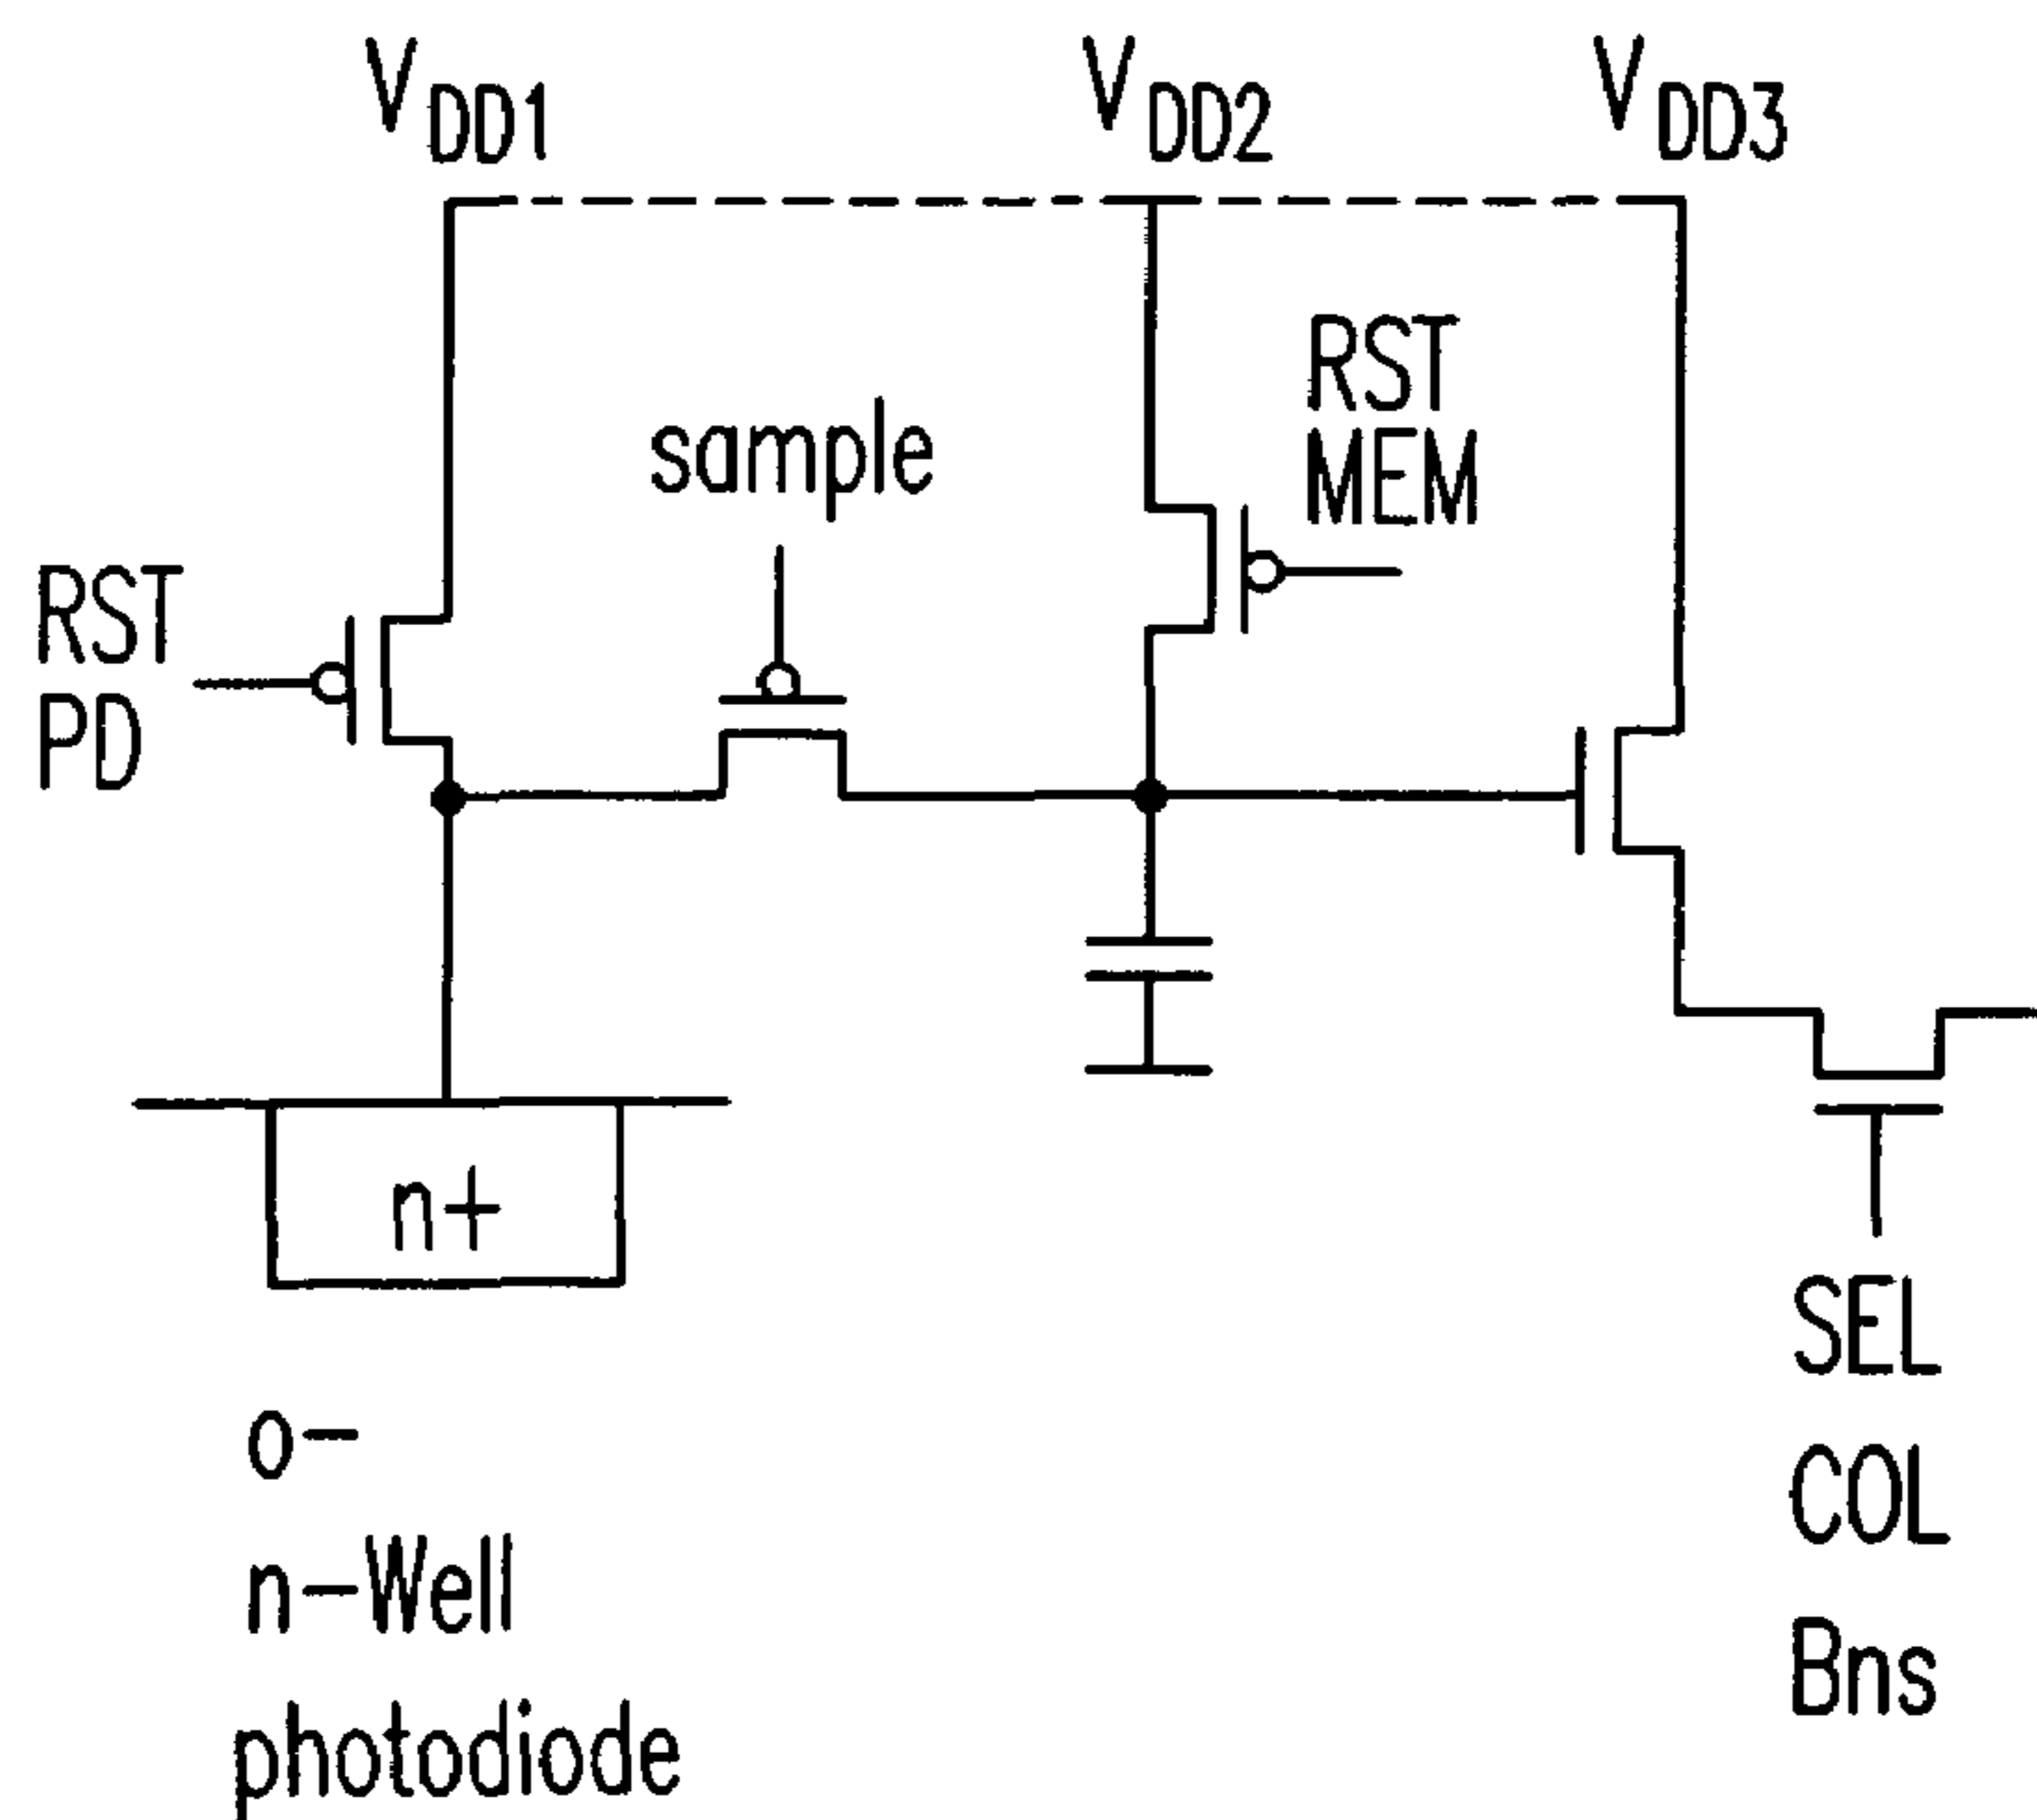 VDD1
VDD2
VDD3
RST
MEM
sample
RST
PD
n+
SEL
o-
COL
n-Well
Bns
photodiode